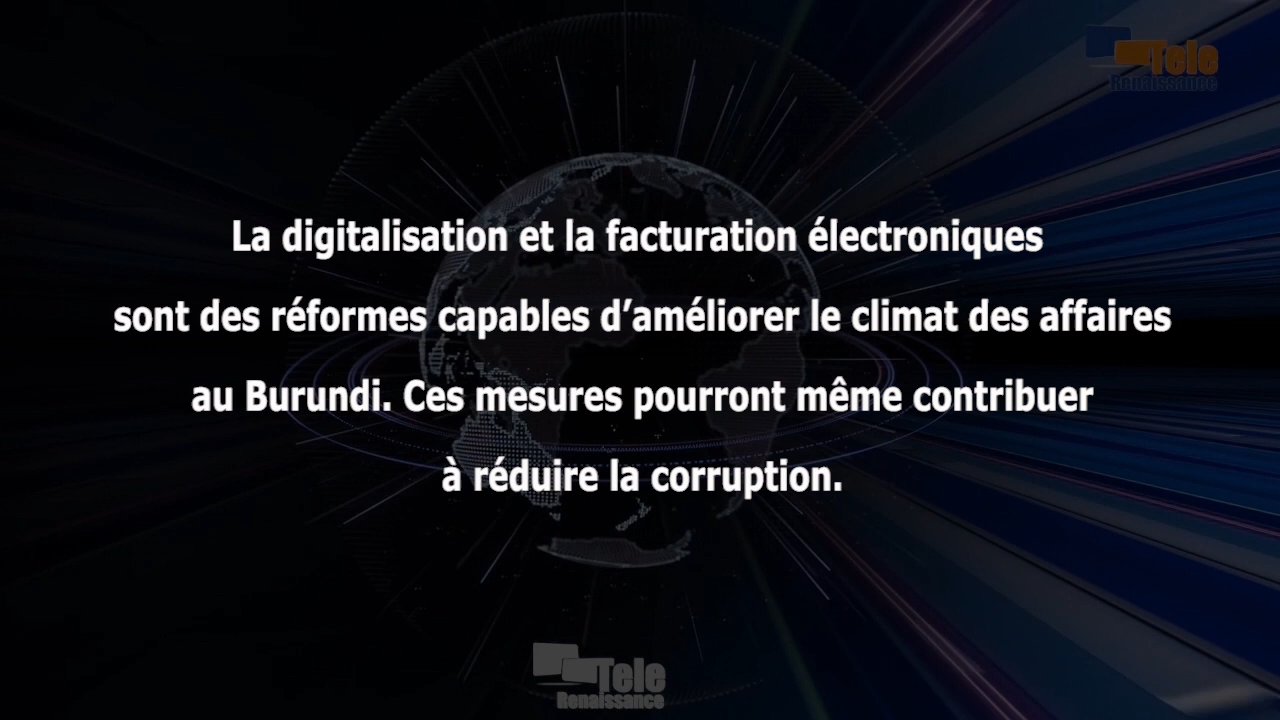 Tele
Renaissance
La digitalisation et la facturation électroniques
sont des réformes capables d’améliorer le climat des affaires
au Burundi. Ces mesures pourront même contribuer
à réduire la corruption.
Tele
Renaissance